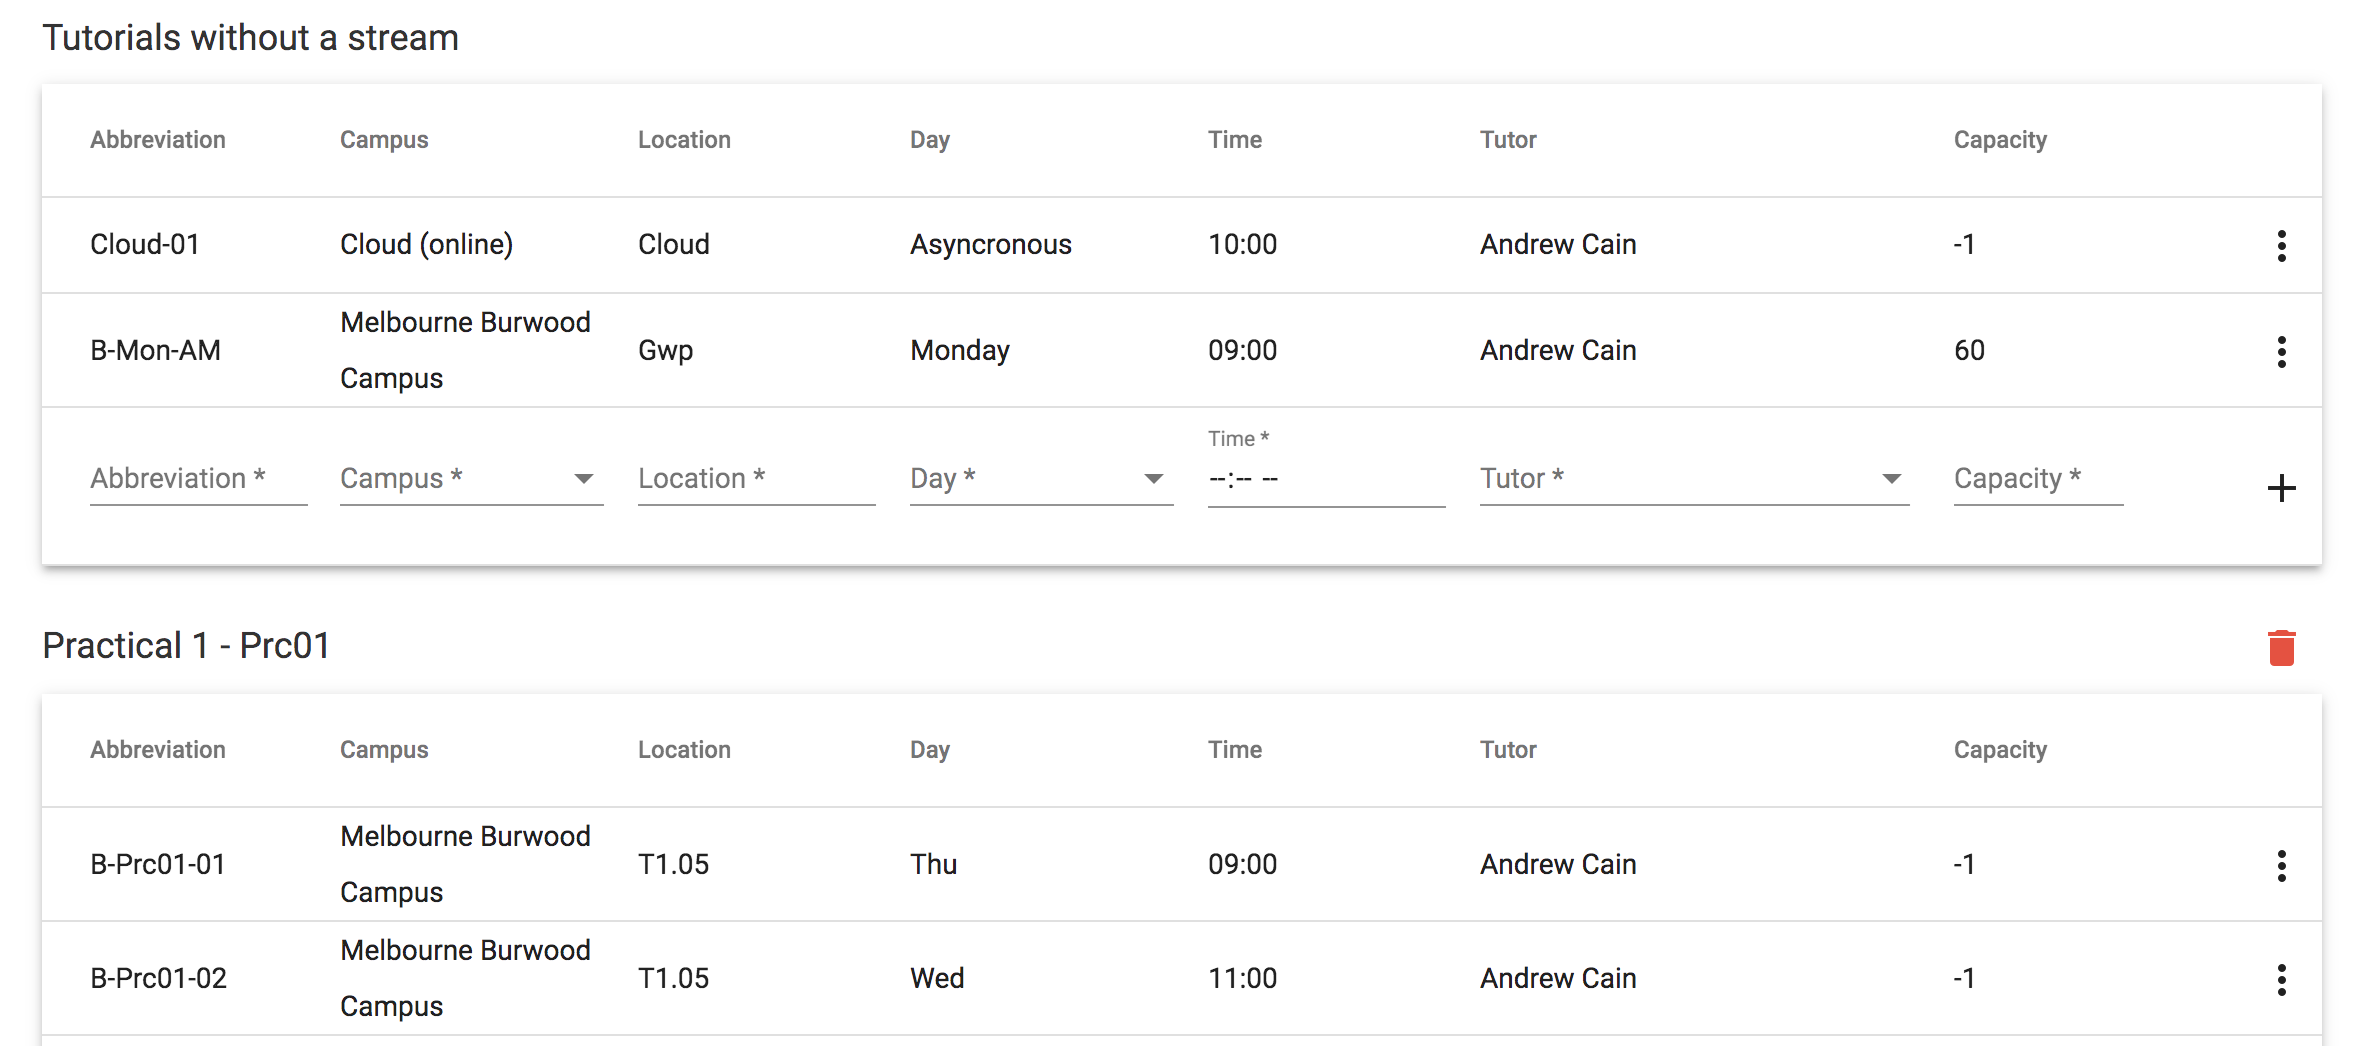 Tutorials without a stream
Abbreviation Campus Location Day Time Tutor Capacity
Cloud-01 Cloud (online) Cloud Asyncronous 10:00 Andrew Cain -1
B-Mon-AM Melbourne Burwood Campus Gwp Monday 09:00 Andrew Cain 60
Abbreviation * Campus * Location * Day * Time * --:-- -- Tutor * Capacity *
Practical 1 - Prc01
Abbreviation Campus Location Day Time Tutor Capacity
B-Prc01-01 Melbourne Burwood Campus T1.05 Thu 09:00 Andrew Cain -1
B-Prc01-02 Melbourne Burwood Campus T1.05 Wed 11:00 Andrew Cain -1